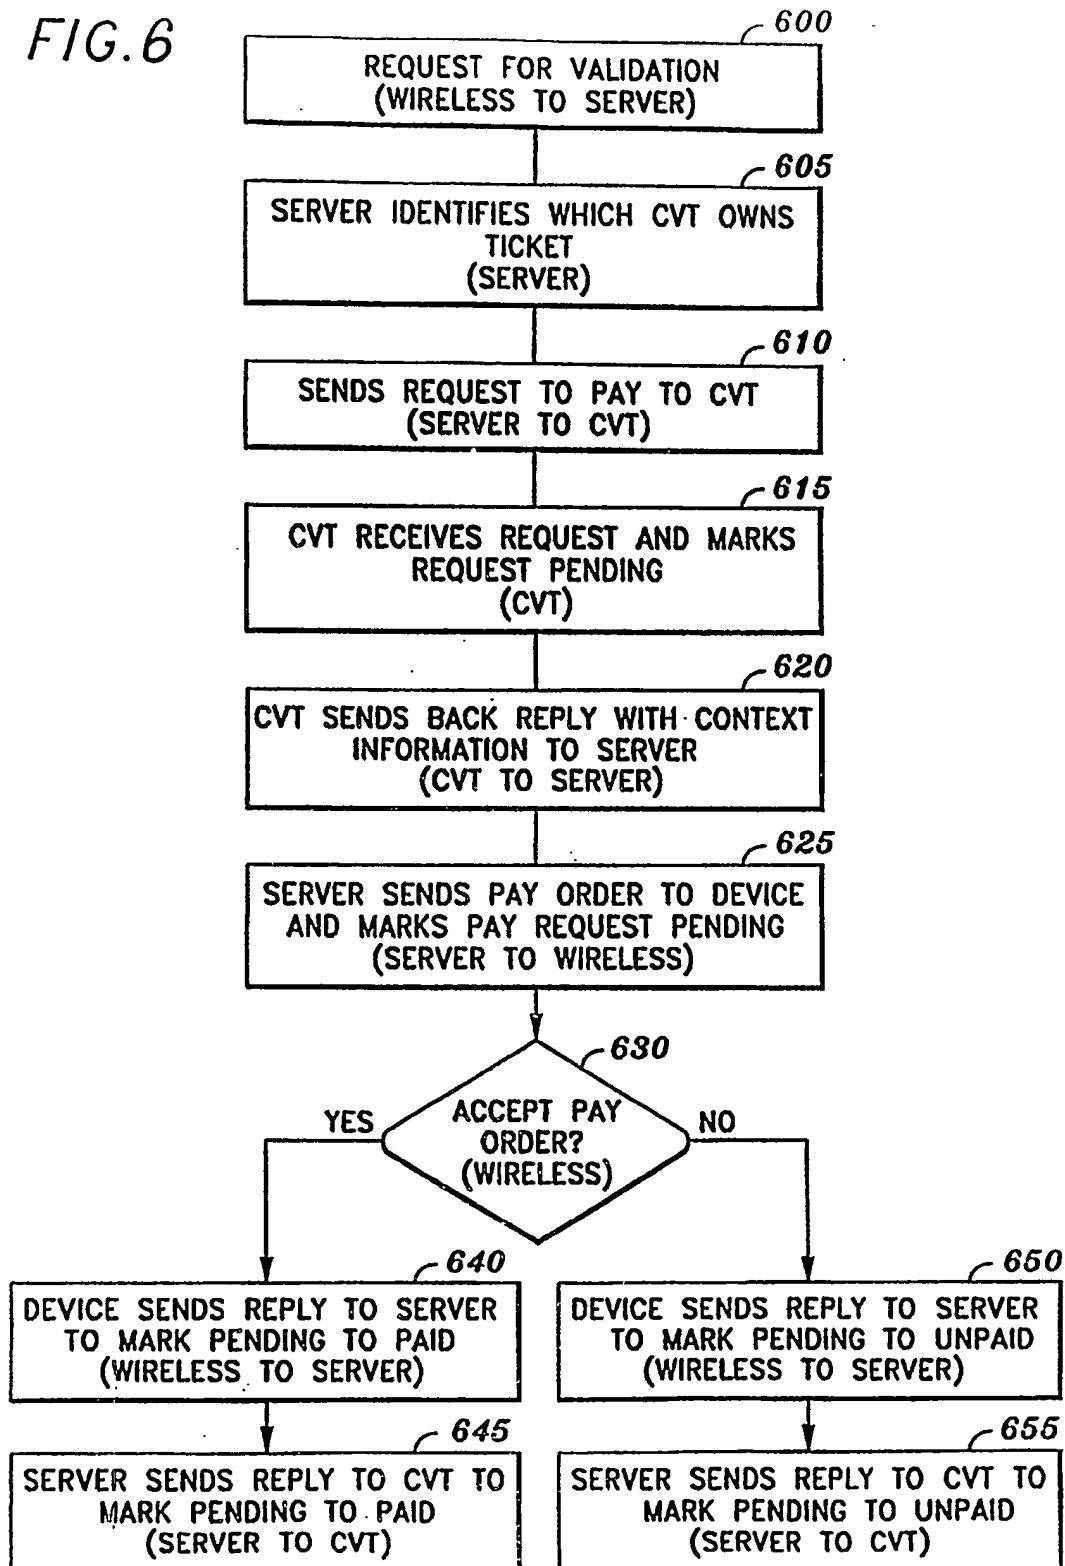 FIG.6
600
REQUEST FOR VALIDATION
(WIRELESS TO SERVER)
605
SERVER IDENTIFIES WHICH CVT OWNS
TICKET
(SERVER)
610
SENDS REQUEST TO PAY TO CVT
(SERVER TO CVT)
615
CVT RECEIVES REQUEST AND MARKS
REQUEST PENDING
(CVT)
620
CVT SENDS BACK REPLY WITH CONTEXT
INFORMATION TO SERVER
(CVT TO SERVER)
625
SERVER SENDS PAY ORDER TO DEVICE
AND MARKS PAY REQUEST PENDING
(SERVER TO WIRELESS)
630
ACCEPT PAY
ORDER?
(WIRELESS)
YES
NO
640
DEVICE SENDS REPLY TO SERVER
TO MARK PENDING TO PAID
(WIRELESS TO SERVER)
645
SERVER SENDS REPLY TO CVT TO
MARK PENDING TO PAID
(SERVER TO CVT)
650
DEVICE SENDS REPLY TO SERVER
TO MARK PENDING TO UNPAID
(WIRELESS TO SERVER)
655
SERVER SENDS REPLY TO CVT TO
MARK PENDING TO UNPAID
(SERVER TO CVT)